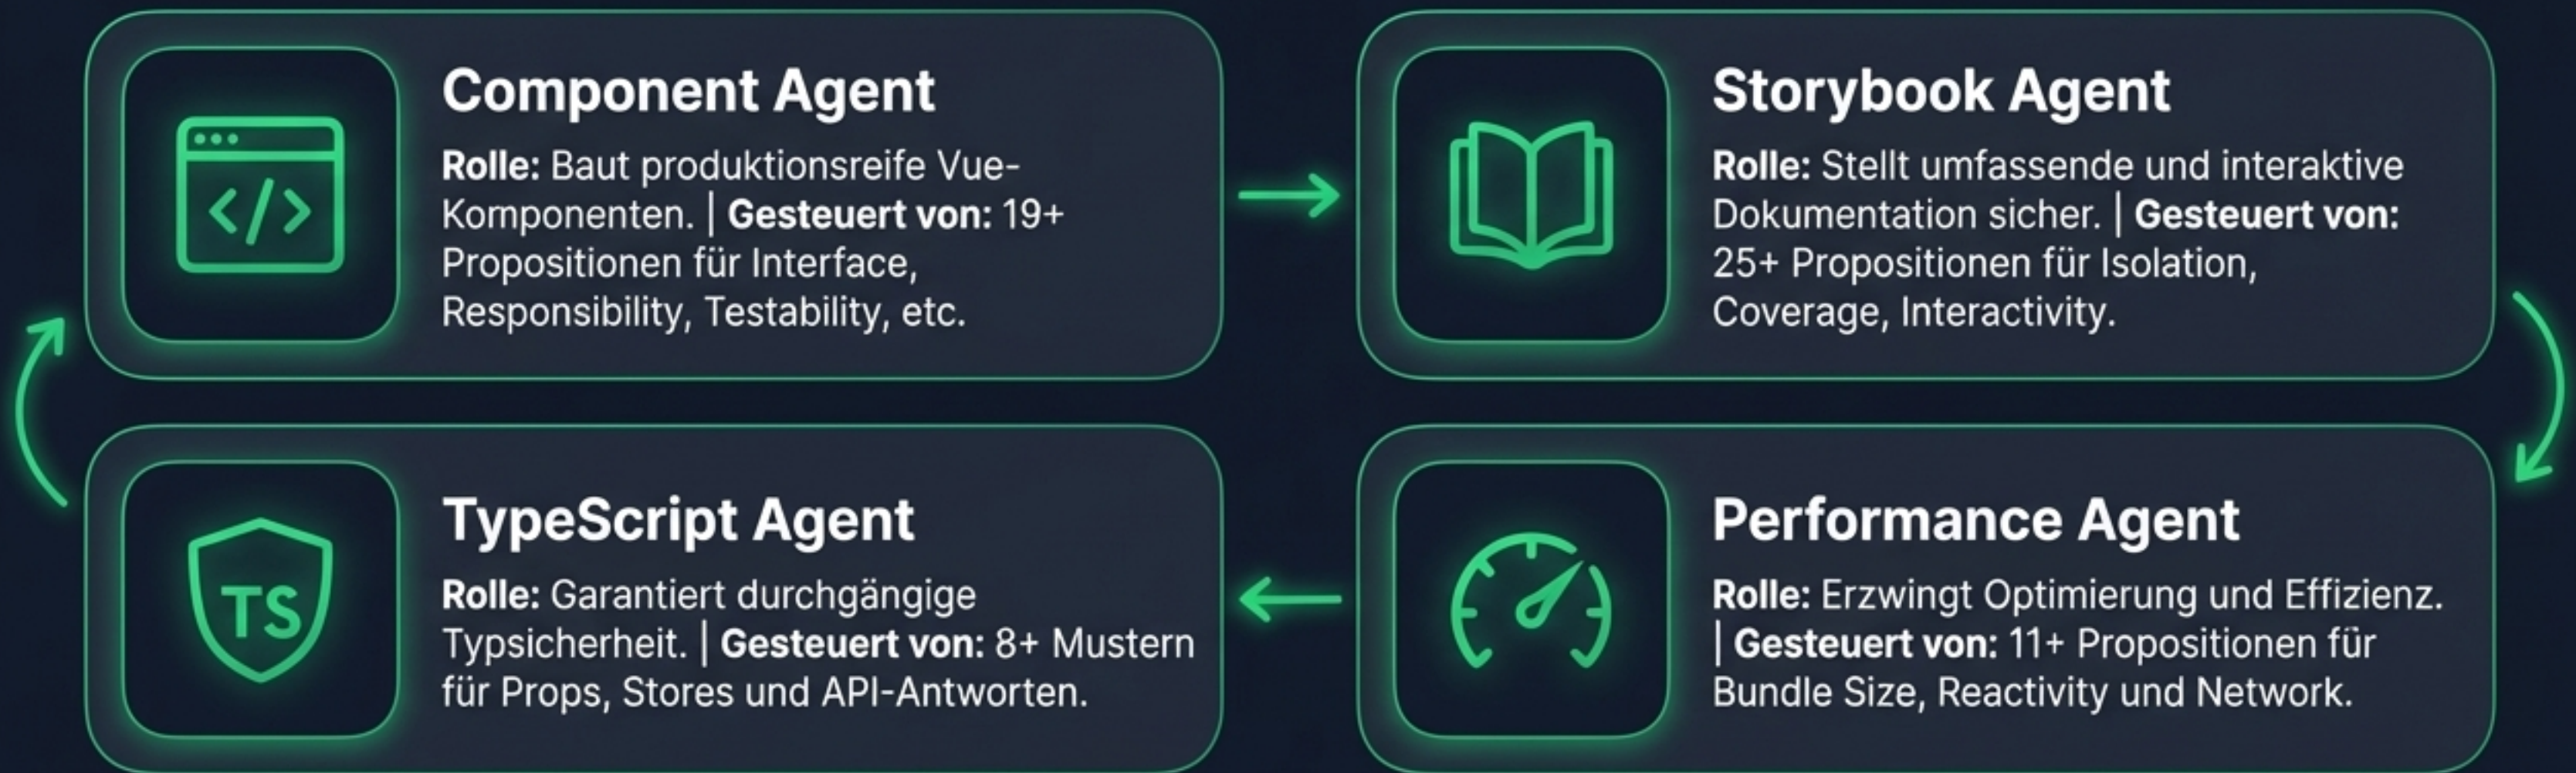 Component Agent
Rolle: Baut produktionsreife Vue-
Komponenten. | Gesteuert von: 19+
Propositionen für Interface,
Responsibility, Testability, etc.
Storybook Agent
Rolle: Stellt umfassende und interaktive
Dokumentation sicher. | Gesteuert von:
25+ Propositionen für Isolation,
Coverage, Interactivity.
TS
TypeScript Agent
Rolle: Garantiert durchgängige
Typsicherheit. | Gesteuert von: 8+ Mustern
für Props, Stores und API-Antworten.
Performance Agent
Rolle: Erzwingt Optimierung und Effizienz.
| Gesteuert von: 11+ Propositionen für
Bundle Size, Reactivity und Network.